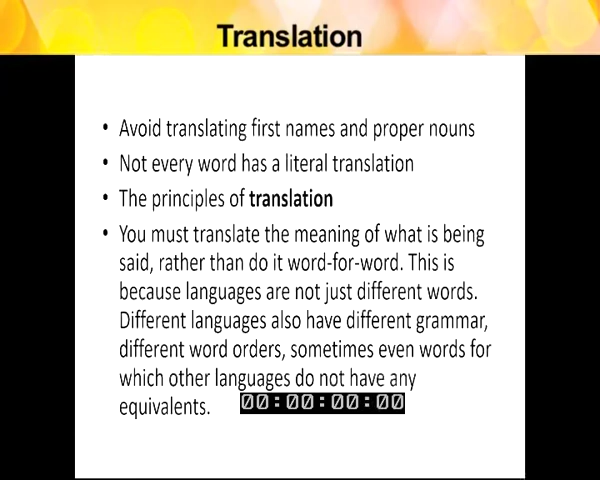 Translation
• Avoid translating first names and proper nouns
• Not every word has a literal translation
• The principles of translation
• You must translate the meaning of what is being
said, rather than do it word-for-word. This is
because languages are not just different words.
Different languages also have different grammar,
different word orders, sometimes even words for
which other languages do not have any
equivalents.
00:00:00:00